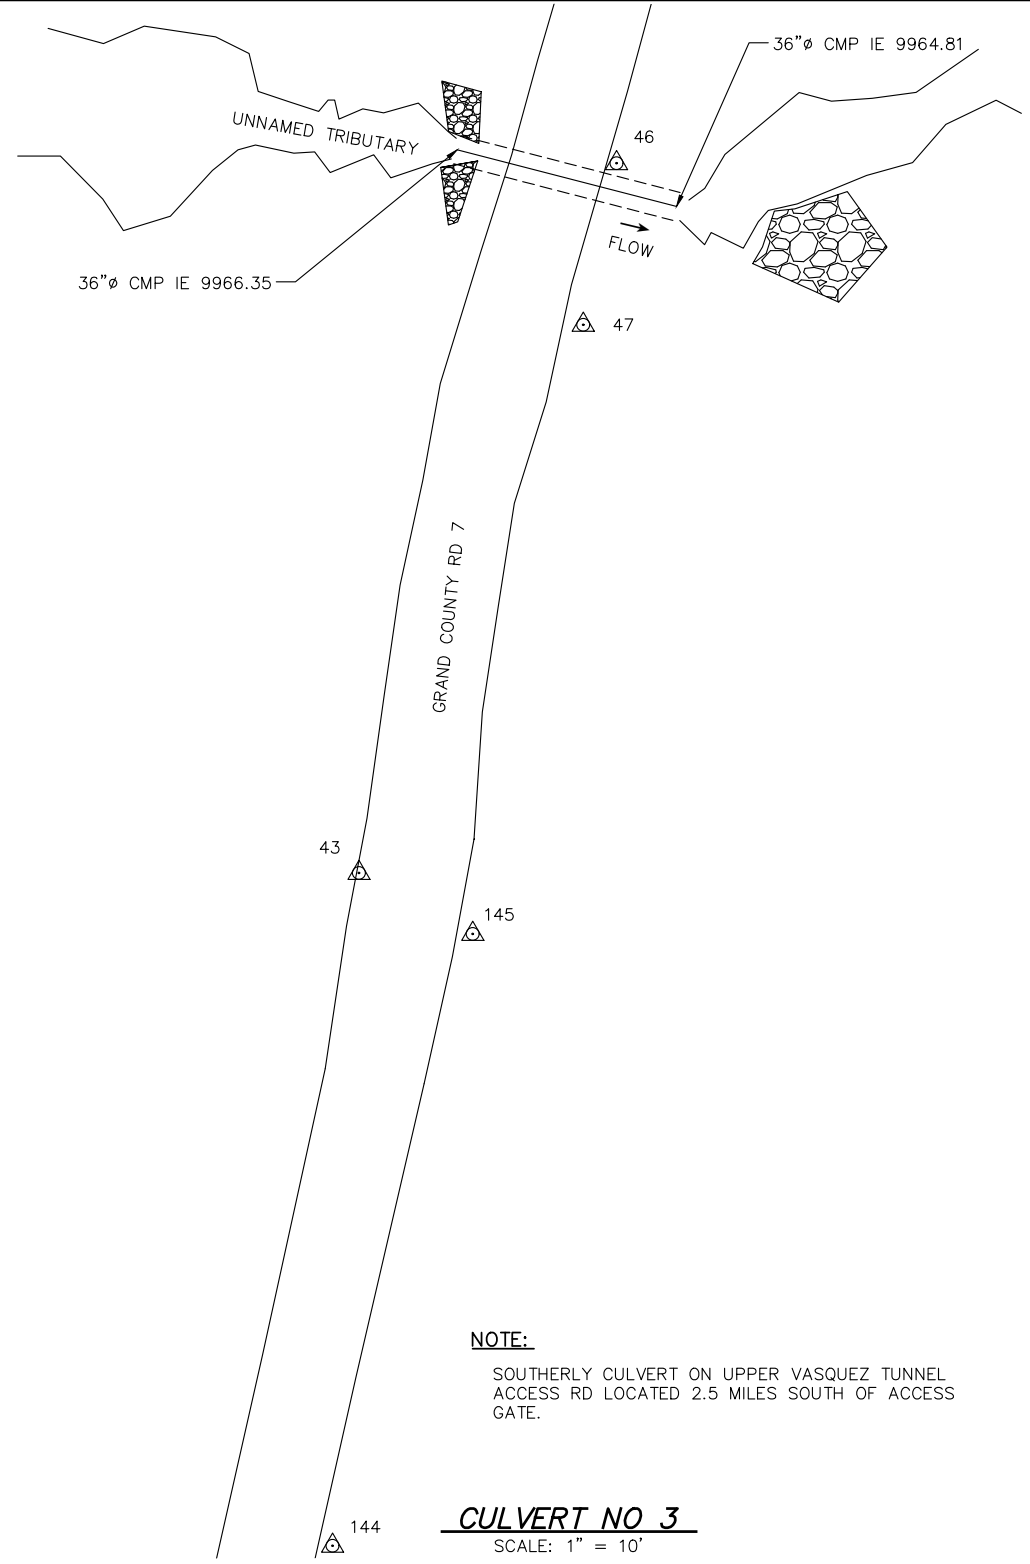 36"ø CMP IE 9964.81
UNNAMED TRIBUTARY
46
FLOW
36"ø CMP IE 9966.35
47
GRAND COUNTY RD 7
43
145
NOTE:
SOUTHERLY CULVERT ON UPPER VASQUEZ TUNNEL
ACCESS RD LOCATED 2.5 MILES SOUTH OF ACCESS
GATE.
144
CULVERT NO 3
SCALE: 1" = 10'